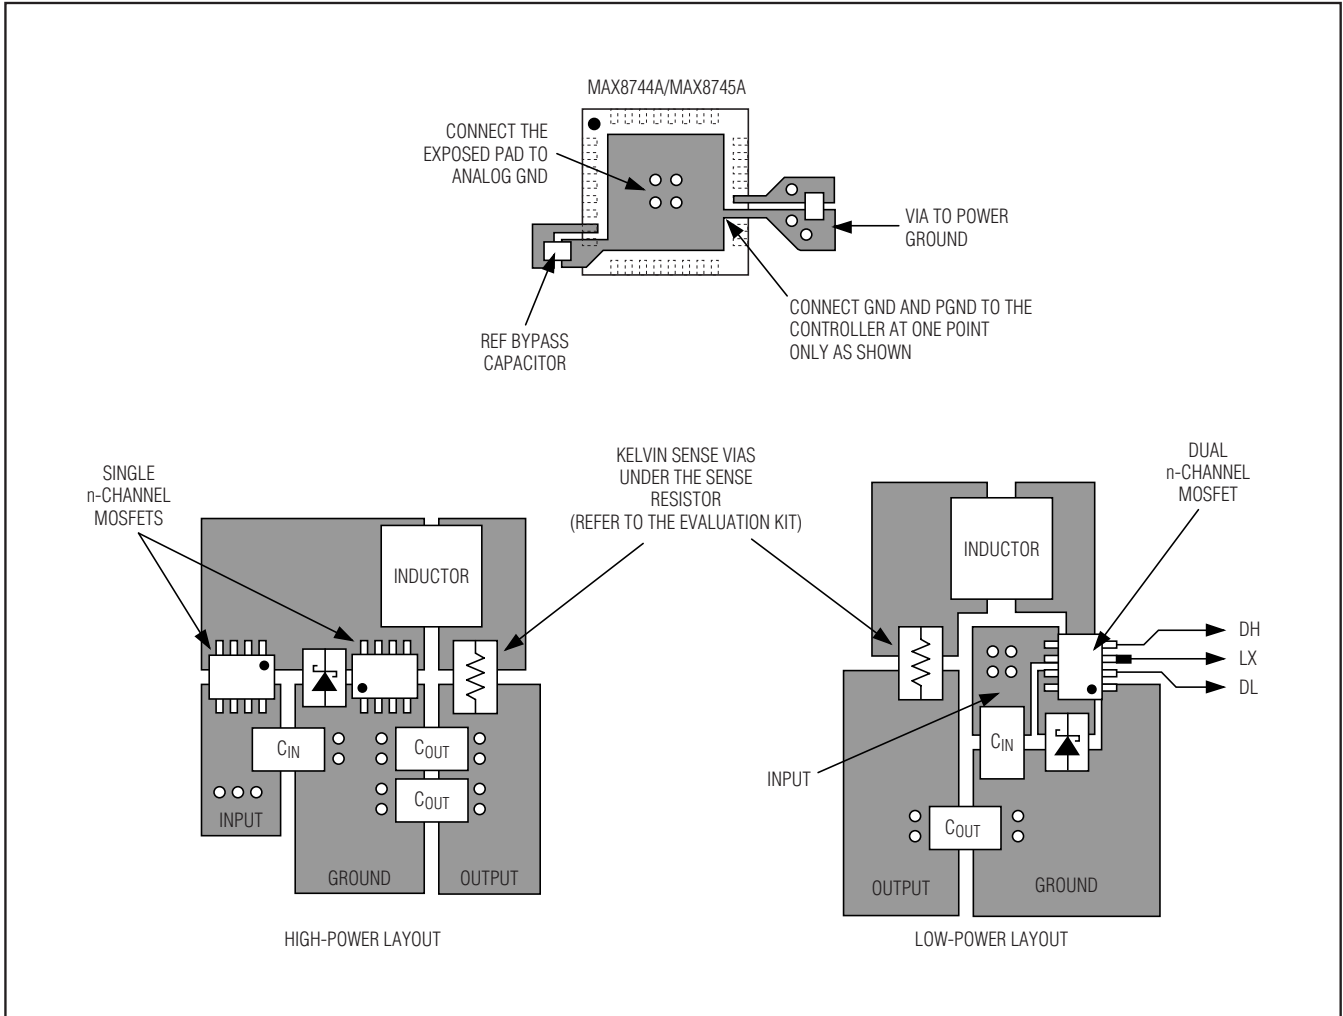 MAX8744A/MAX8745A
CONNECT THE
EXPOSED PAD TO
ANALOG GND
VIA TO POWER
GROUND
CONNECT GND AND PGND TO THE
CONTROLLER AT ONE POINT
ONLY AS SHOWN
REF BYPASS
CAPACITOR
SINGLE
n-CHANNEL
MOSFETS
KELVIN SENSE VIAS
UNDER THE SENSE
RESISTOR
(REFER TO THE EVALUATION KIT)
DUAL
n-CHANNEL
MOSFET
INDUCTOR
CIN
COUT
COUT
INPUT
GROUND
OUTPUT
HIGH-POWER LAYOUT
INDUCTOR
DH
LX
DL
CIN
INPUT
COUT
OUTPUT
GROUND
LOW-POWER LAYOUT